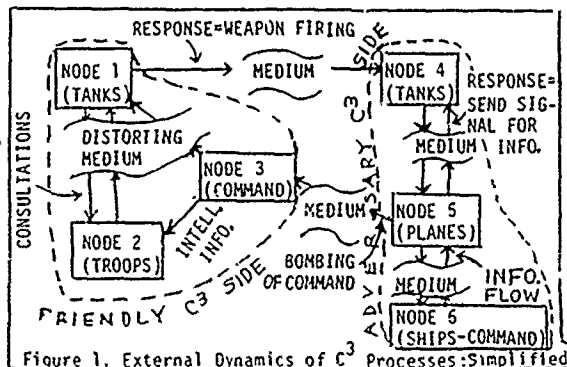 RESPONSE=WEAPON FIRING
NODE 1
(TANKS)
MEDIUM
NODE 4
(TANKS)
RESPONSE=
SEND SIG-
NAL FOR
INFO.
DISTORTING
MEDIUM
CONSULTATIONS
NODE 3
(COMMAND)
MEDIUM
MEDIUM
NODE 2
(TROOPS)
INTELL.
INFO.
NODE 5
(PLANES)
BOMBING
OF COMMAND
INFO.
FLOW
MEDIUM
FRIENDLY C³ SIDE
ADVERSARY C³ SIDE
NODE 6
(SHIPS-COMMAND)
Figure 1. External Dynamics of C³ Processes:Simplified